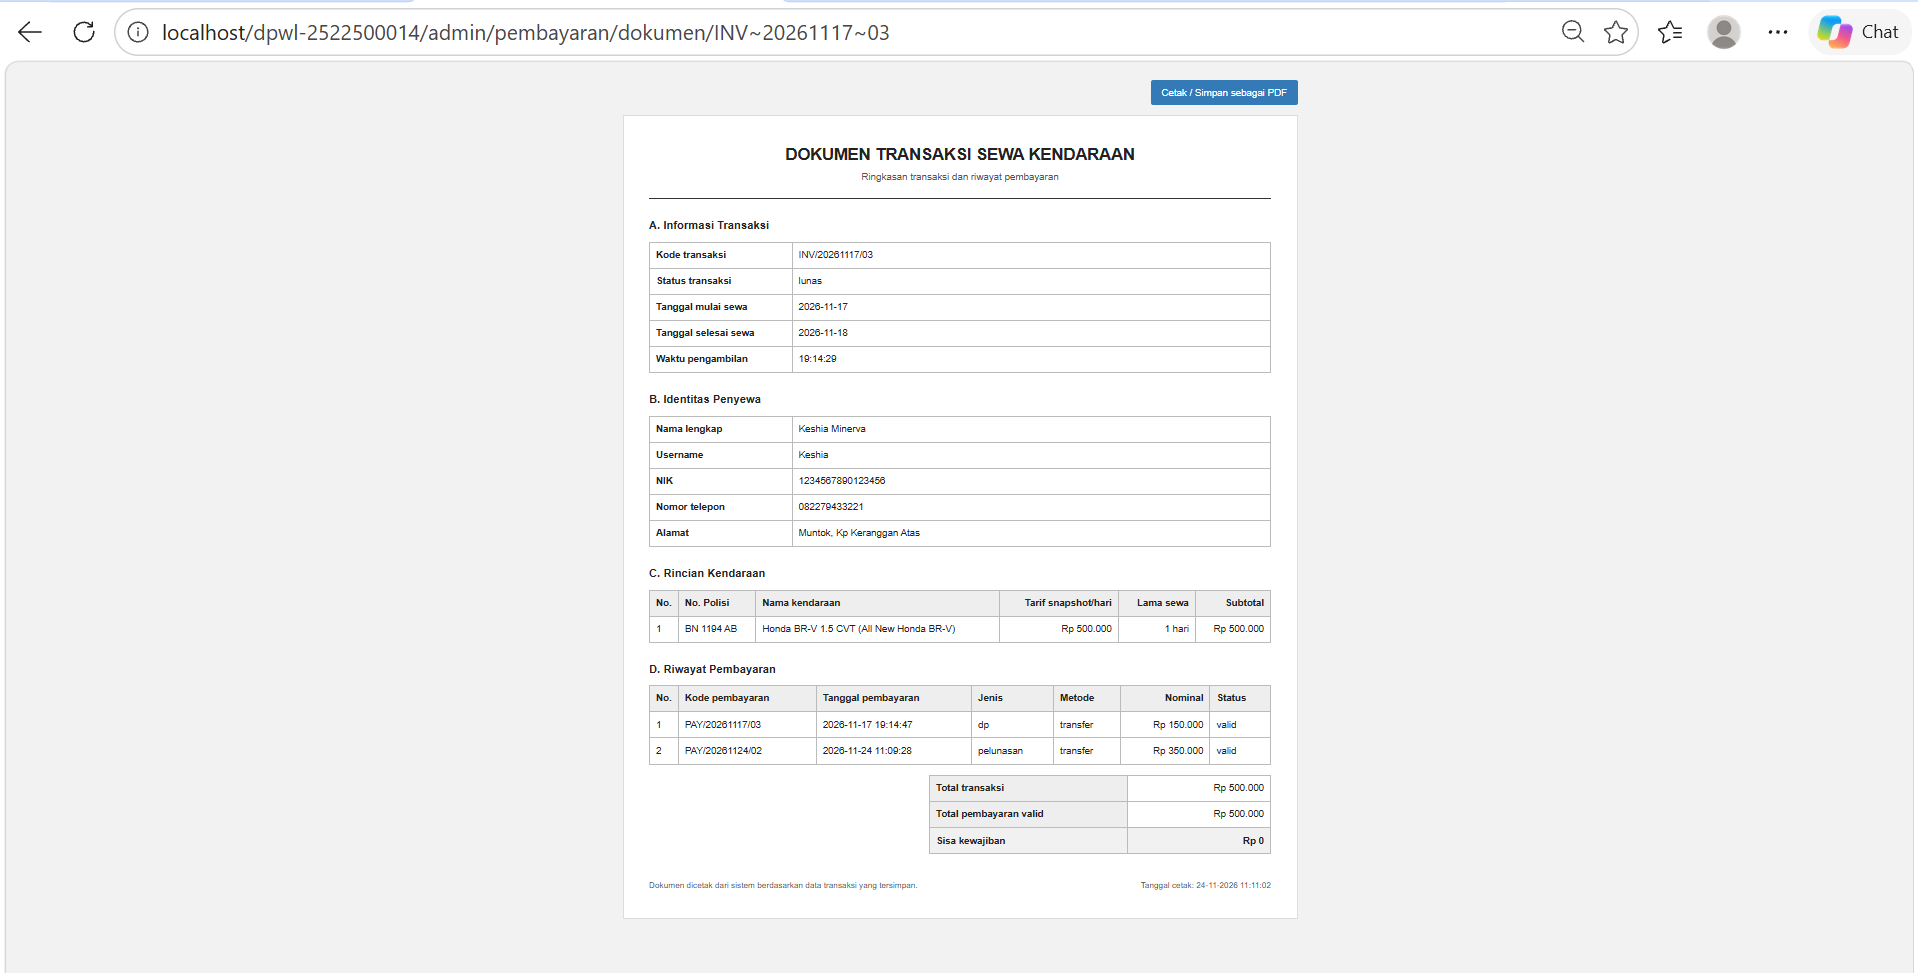 localhost/dpwl-2522500014/admin/pembayaran/dokumen/INV~20261117~03
Chat
Cetak / Simpan sebagai PDF
DOKUMEN TRANSAKSI SEWA KENDARAAN
Ringkasan transaksi dan riwayat pembayaran
A. Informasi Transaksi
Kode transaksi INV/20261117/03
Status transaksi lunas
Tanggal mulai sewa 2026-11-17
Tanggal selesai sewa 2026-11-18
Waktu pengambilan 19:14:29
B. Identitas Penyewa
Nama lengkap Keshia Minerva
Username Keshia
NIK 1234567890123456
Nomor telepon 082279433221
Alamat Muntok, Kp Keranggan Atas
C. Rincian Kendaraan
No. No. Polisi Nama kendaraan Tarif snapshot/hari Lama sewa Subtotal
1 BN 1194 AB Honda BR-V 1.5 CVT (All New Honda BR-V) Rp 500.000 1 hari Rp 500.000
D. Riwayat Pembayaran
No. Kode pembayaran Tanggal pembayaran Jenis Metode Nominal Status
1 PAY/20261117/03 2026-11-17 19:14:47 dp transfer Rp 150.000 valid
2 PAY/20261124/02 2026-11-24 11:09:28 pelunasan transfer Rp 350.000 valid
Total transaksi Rp 500.000
Total pembayaran valid Rp 500.000
Sisa kewajiban Rp 0
Dokumen dicetak dari sistem berdasarkan data transaksi yang tersimpan. Tanggal cetak: 24-11-2026 11:11:02